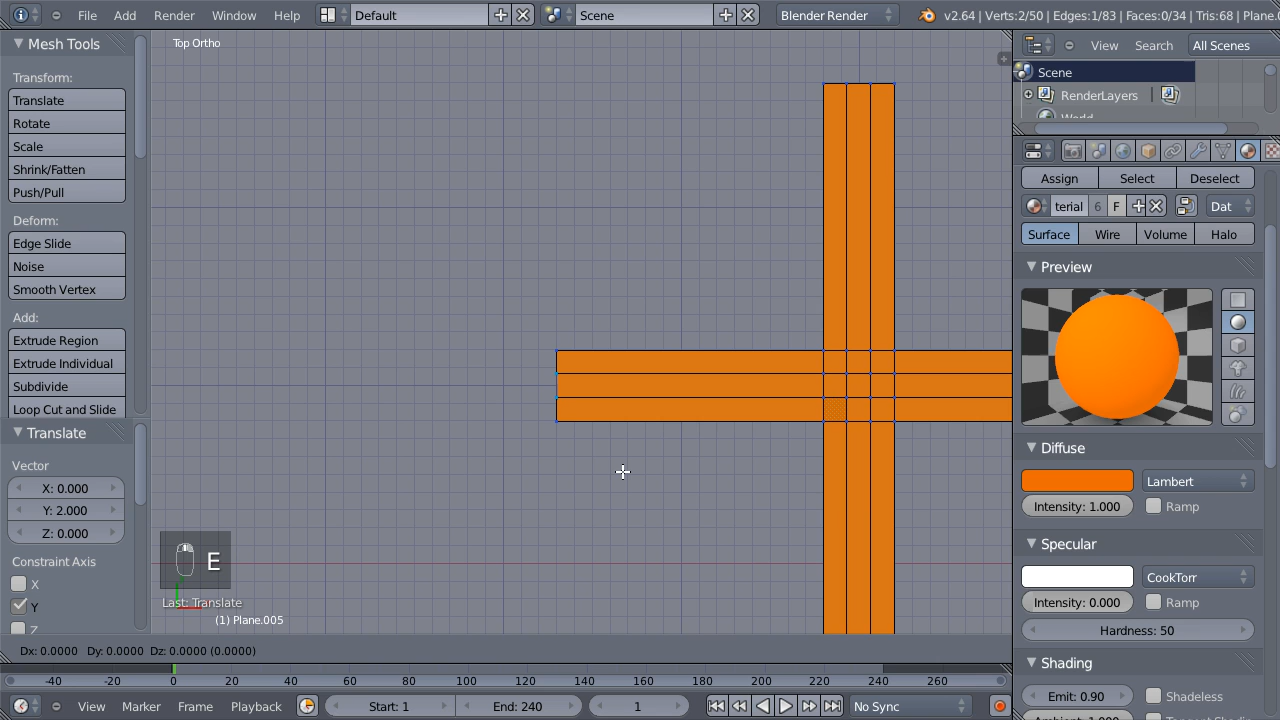 File Add Render Window Help Default Scene Blender Render v2.64 | Verts:2/50 | Edges:1/83 | Faces:0/34 | Tris:68 | Plane.
Mesh Tools
Top Ortho
View Search All Scenes
Transform:
Scene
Translate
RenderLayers
Rotate
World
Scale
Shrink/Fatten
Push/Pull
Assign Select Deselect
terial 6 F Dat
Deform:
Surface Wire Volume Halo
Edge Slide
Noise
Preview
Smooth Vertex
Add:
Extrude Region
Extrude Individual
Subdivide
Loop Cut and Slide
Translate
Diffuse
Vector
X: 0.000
Lambert
Y: 2.000
Intensity: 1.000 Ramp
Z: 0.000
Specular
Constraint Axis
E
X
CookTorr
Y
Last: Translate
Intensity: 0.000 Ramp
(1) Plane.005
Z
Hardness: 50
Dx: 0.0000 Dy: 0.0000 Dz: 0.0000 (0.0000)
Shading
-40 -20 0 20 40 60 80 100 120 140 160 180 200 220 240 260
Emit: 0.90 Shadeless
View Marker Frame Playback Start: 1 End: 240 1 No Sync